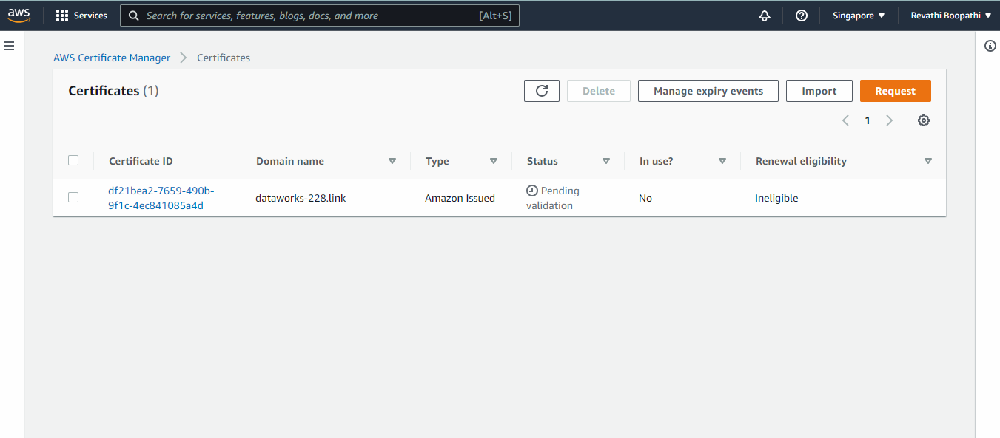 aws Services Search for services, features, blogs, docs, and more [Alt+S] Singapore Revathi Boopathi
AWS Certificate Manager Certificates
Certificates (1) Delete Manage expiry events Import Request
1
Certificate ID Domain name Type Status In use? Renewal eligibility
df21bea2-7659-490b- dataworks-228.link Amazon Issued Pending No Ineligible
9f1c-4ec841085a4d validation